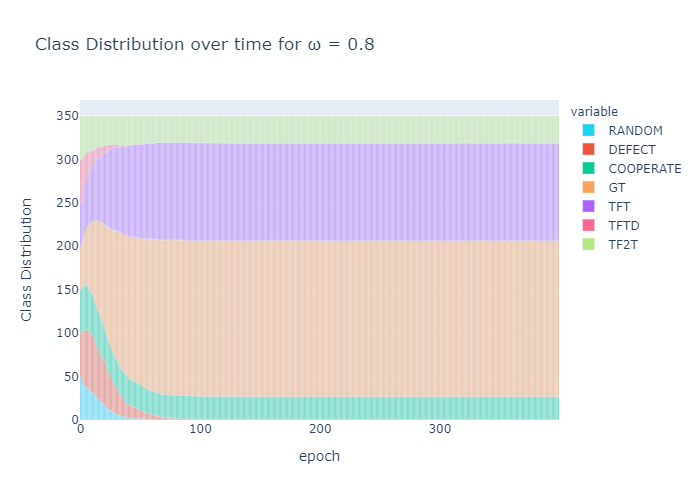 Class Distribution over time for ω = 0.8
Class Distribution
350
300
250
200
150
100
50
0
0
100
200
300
epoch
variable
RANDOM
DEFECT
COOPERATE
GT
TFT
TFTD
TF2T